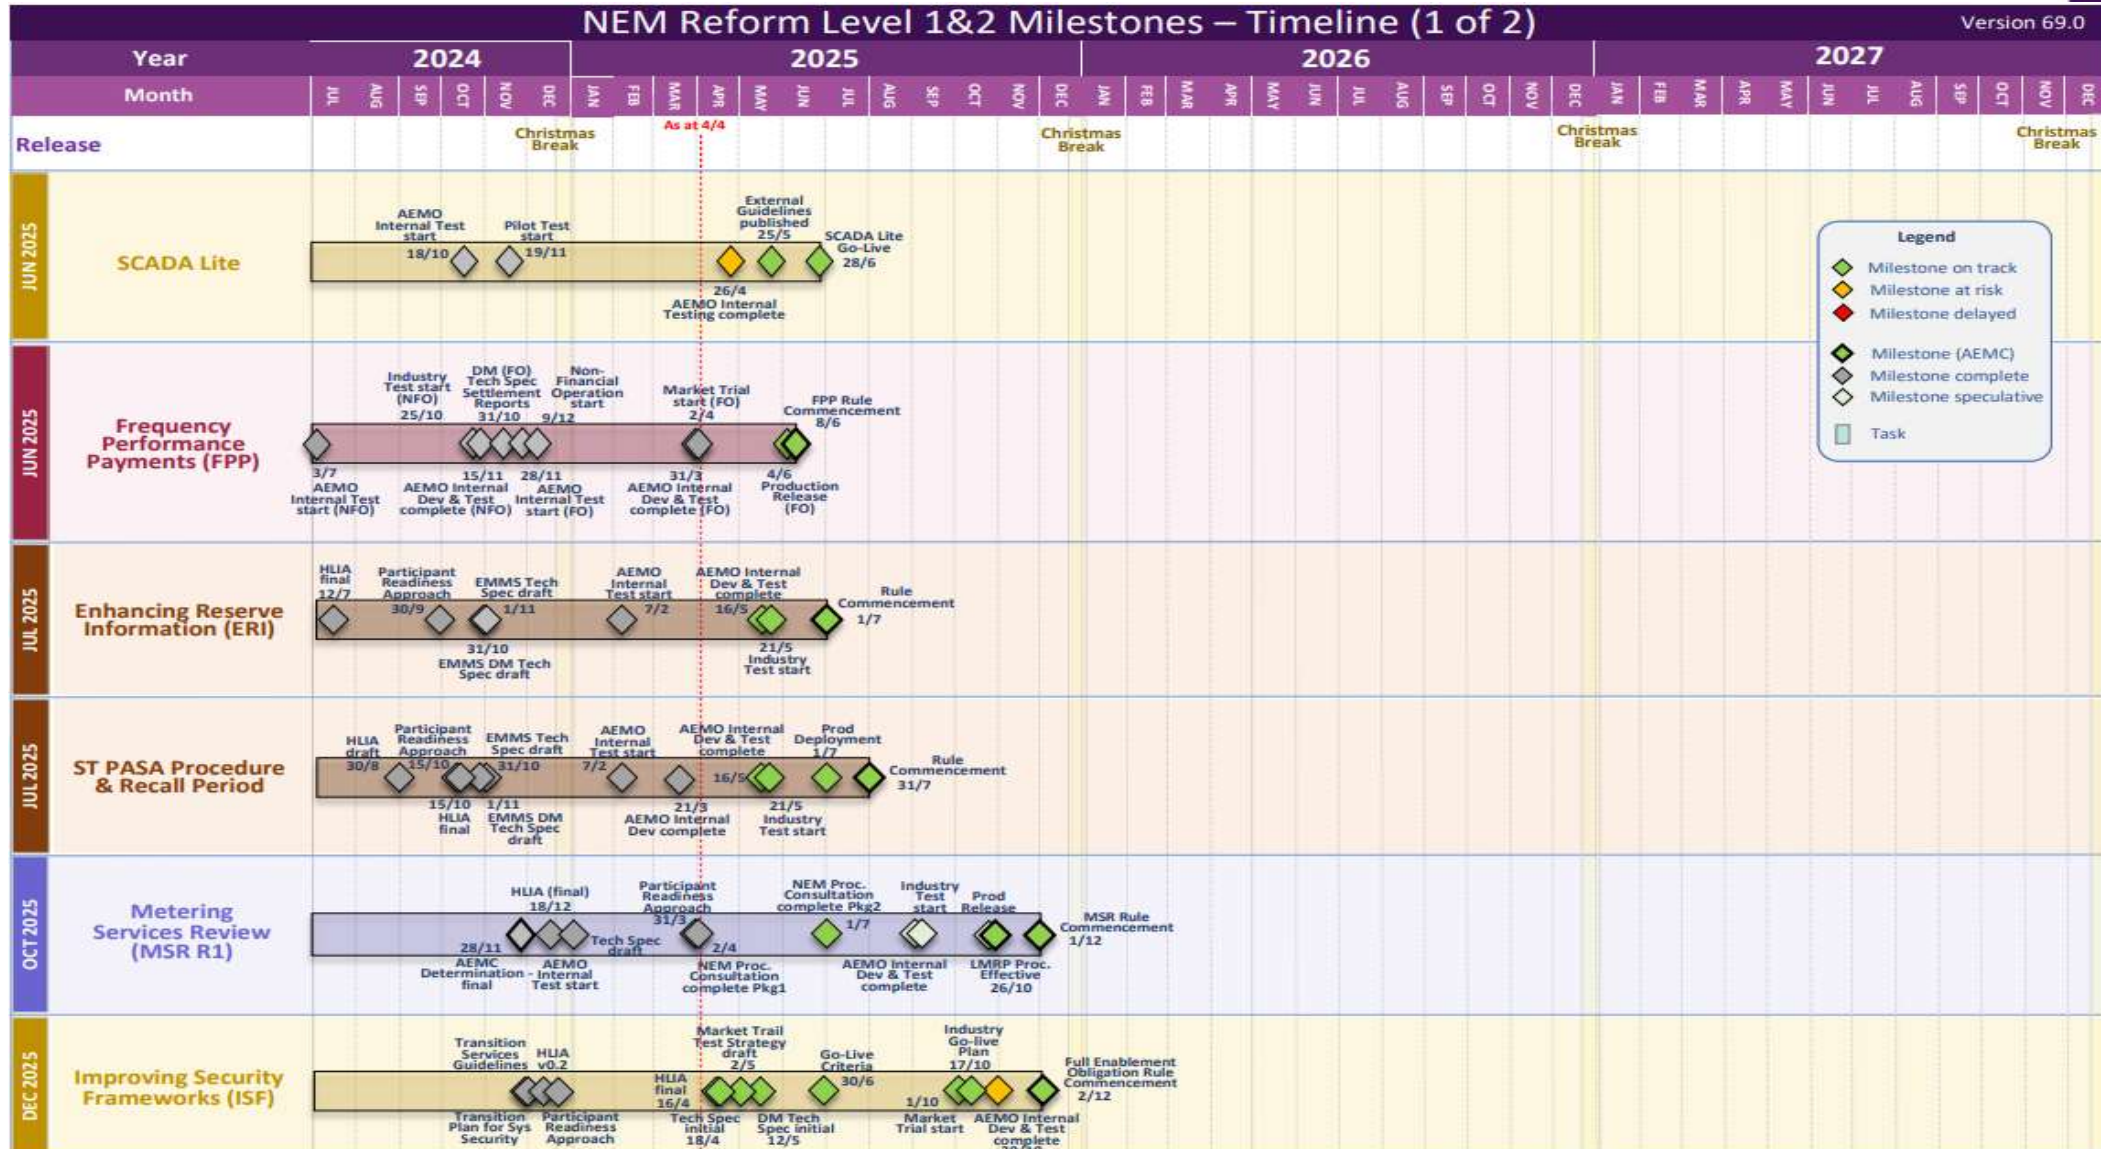 NEM Reform Level 1&2 Milestones – Timeline (1 of 2)
Version 69.0
Year
2024
2025
2026
2027
Month
JUL AUG SEP OCT NOV DEC JAN FEB MAR APR MAY JUN JUL AUG SEP OCT NOV DEC JAN FEB MAR APR MAY JUN JUL AUG SEP OCT NOV DEC JAN FEB MAR APR MAY JUN JUL AUG SEP OCT NOV DEC
Release
Christmas
Break
As at 4/4
Christmas
Break
Christmas
Break
Christmas
Break
JUN 2025
SCADA Lite
AEMO
Internal Test
start
18/10
Pilot Test
start
19/11
26/4
AEMO Internal
Testing complete
External
Guidelines
published
25/5
SCADA Lite
Go-Live
28/6
Legend
Milestone on track
Milestone at risk
Milestone delayed
Milestone (AEMC)
Milestone complete
Milestone speculative
Task
JUN 2025
Frequency
Performance
Payments (FPP)
3/7
AEMO
Internal Test
start (NFO)
Industry
Test start
(NFO)
25/10
DM (FO)
Tech Spec
Settlement
Reports
31/10
Non-
Financial
Operation
start
9/12
15/11
AEMO Internal
Dev & Test
complete (NFO)
28/11
AEMO
Internal Test
start (FO)
Market Trial
start (FO)
2/4
31/3
AEMO Internal
Dev & Test
complete (FO)
4/6
Production
Release
(FO)
FPP Rule
Commencement
8/6
JUL 2025
Enhancing Reserve
Information (ERI)
HLIA
final
12/7
Participant
Readiness
Approach
30/9
EMMS Tech
Spec draft
1/11
31/10
EMMS DM Tech
Spec draft
AEMO
Internal
Test start
7/2
AEMO Internal
Dev & Test
complete
16/5
21/5
Industry
Test start
Rule
Commencement
1/7
JUL 2025
ST PASA Procedure
& Recall Period
HLIA
draft
30/8
Participant
Readiness
Approach
15/10
EMMS Tech
Spec draft
31/10
15/10
HLIA
final
1/11
EMMS DM
Tech Spec
draft
AEMO
Internal
Test start
7/2
21/3
AEMO Internal
Dev complete
AEMO Internal
Dev & Test
complete
16/5
21/5
Industry
Test start
Prod
Deployment
1/7
Rule
Commencement
31/7
OCT 2025
Metering
Services Review
(MSR R1)
28/11
AEMC
Determination -
final
HLIA (final)
18/12
AEMO
Internal
Test start
Tech Spec
draft
Participant
Readiness
Approach
31/3
2/4
NEM Proc.
Consultation
complete Pkg1
NEM Proc.
Consultation
complete Pkg2
1/7
Industry
Test
start
AEMO Internal
Dev & Test
complete
Prod
Release
LMRP Proc.
Effective
26/10
MSR Rule
Commencement
1/12
DEC 2025
Improving Security
Frameworks (ISF)
Transition
Services
Guidelines
HLIA
v0.2
Transition
Plan for Sys
Security
Participant
Readiness
Approach
HLIA
final
16/4
Tech Spec
initial
18/4
Market Trail
Test Strategy
draft
2/5
DM Tech
Spec initial
12/5
Go-Live
Criteria
30/6
1/10
Market
Trial start
Industry
Go-live
Plan
17/10
AEMO Internal
Dev & Test
complete
Full Enablement
Obligation Rule
Commencement
2/12